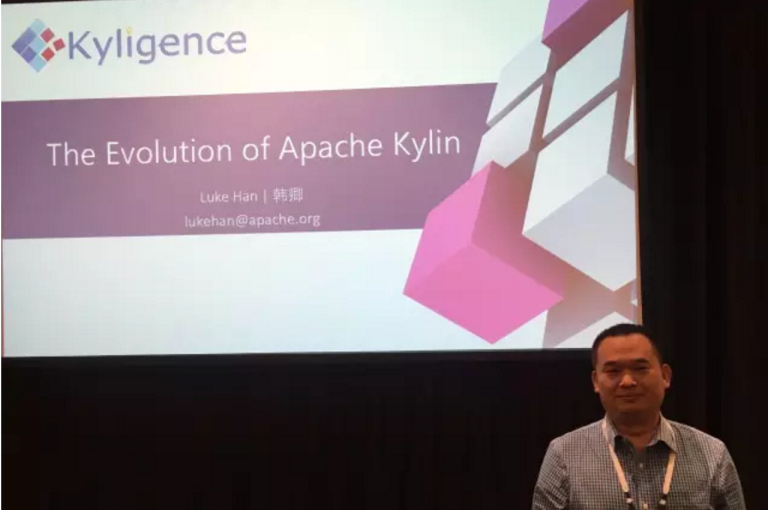 Kyligence
The Evolution of Apache Kylin
Luke Han | 韩卿
lukehan@apache.org